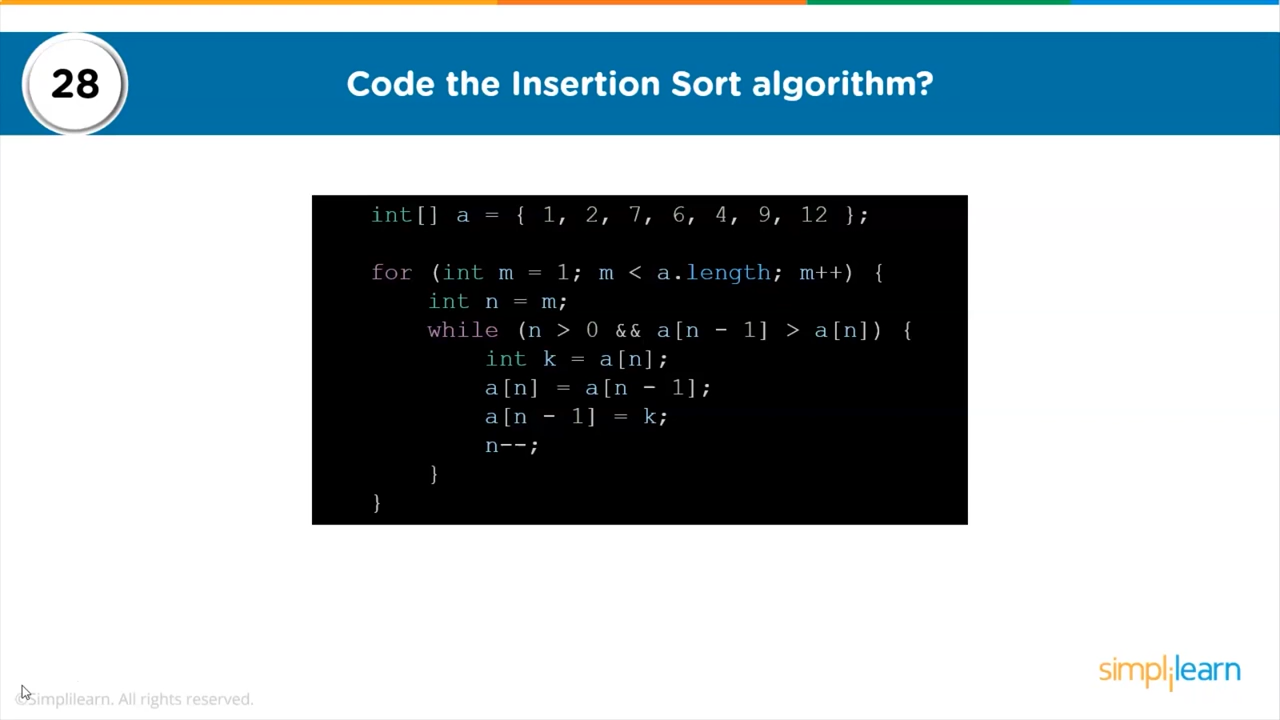 28
Code the Insertion Sort algorithm?
int[] a = { 1, 2, 7, 6, 4, 9, 12 };
for (int m = 1; m < a.length; m++) {
int n = m;
while (n > 0 && a[n - 1] > a[n]) {
int k = a[n];
a[n] = a[n - 1];
a[n - 1] = k;
n--;
}
}
simplilearn
©Simplilearn. All rights reserved.